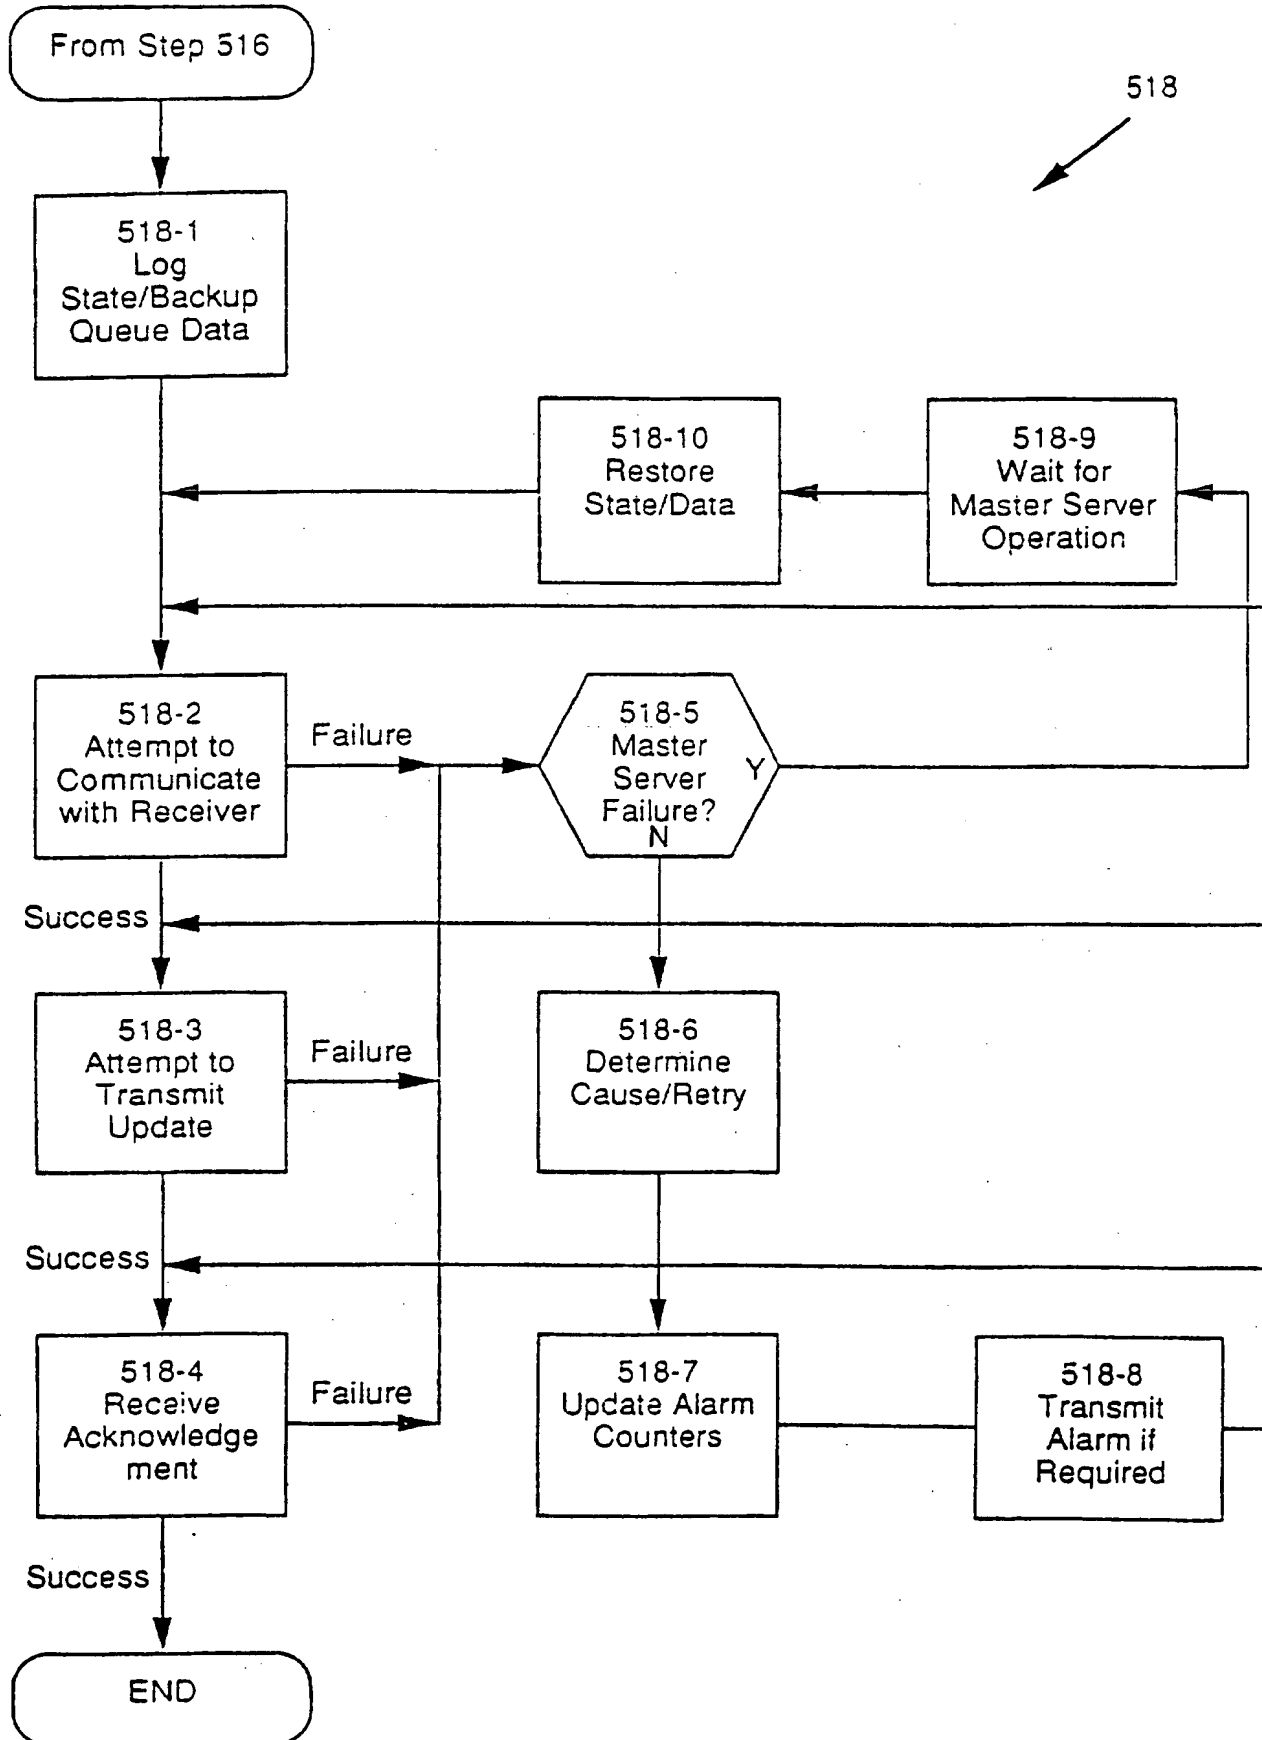 From Step 516
518
518-1
Log
State/Backup
Queue Data
518-10
Restore
State/Data
518-9
Wait for
Master Server
Operation
518-2
Attempt to
Communicate
with Receiver
Failure
518-5
Master
Server
Failure?
Y
N
Success
518-3
Attempt to
Transmit
Update
Failure
518-6
Determine
Cause/Retry
Success
518-4
Receive
Acknowledge
ment
Failure
518-7
Update Alarm
Counters
518-8
Transmit
Alarm if
Required
Success
END